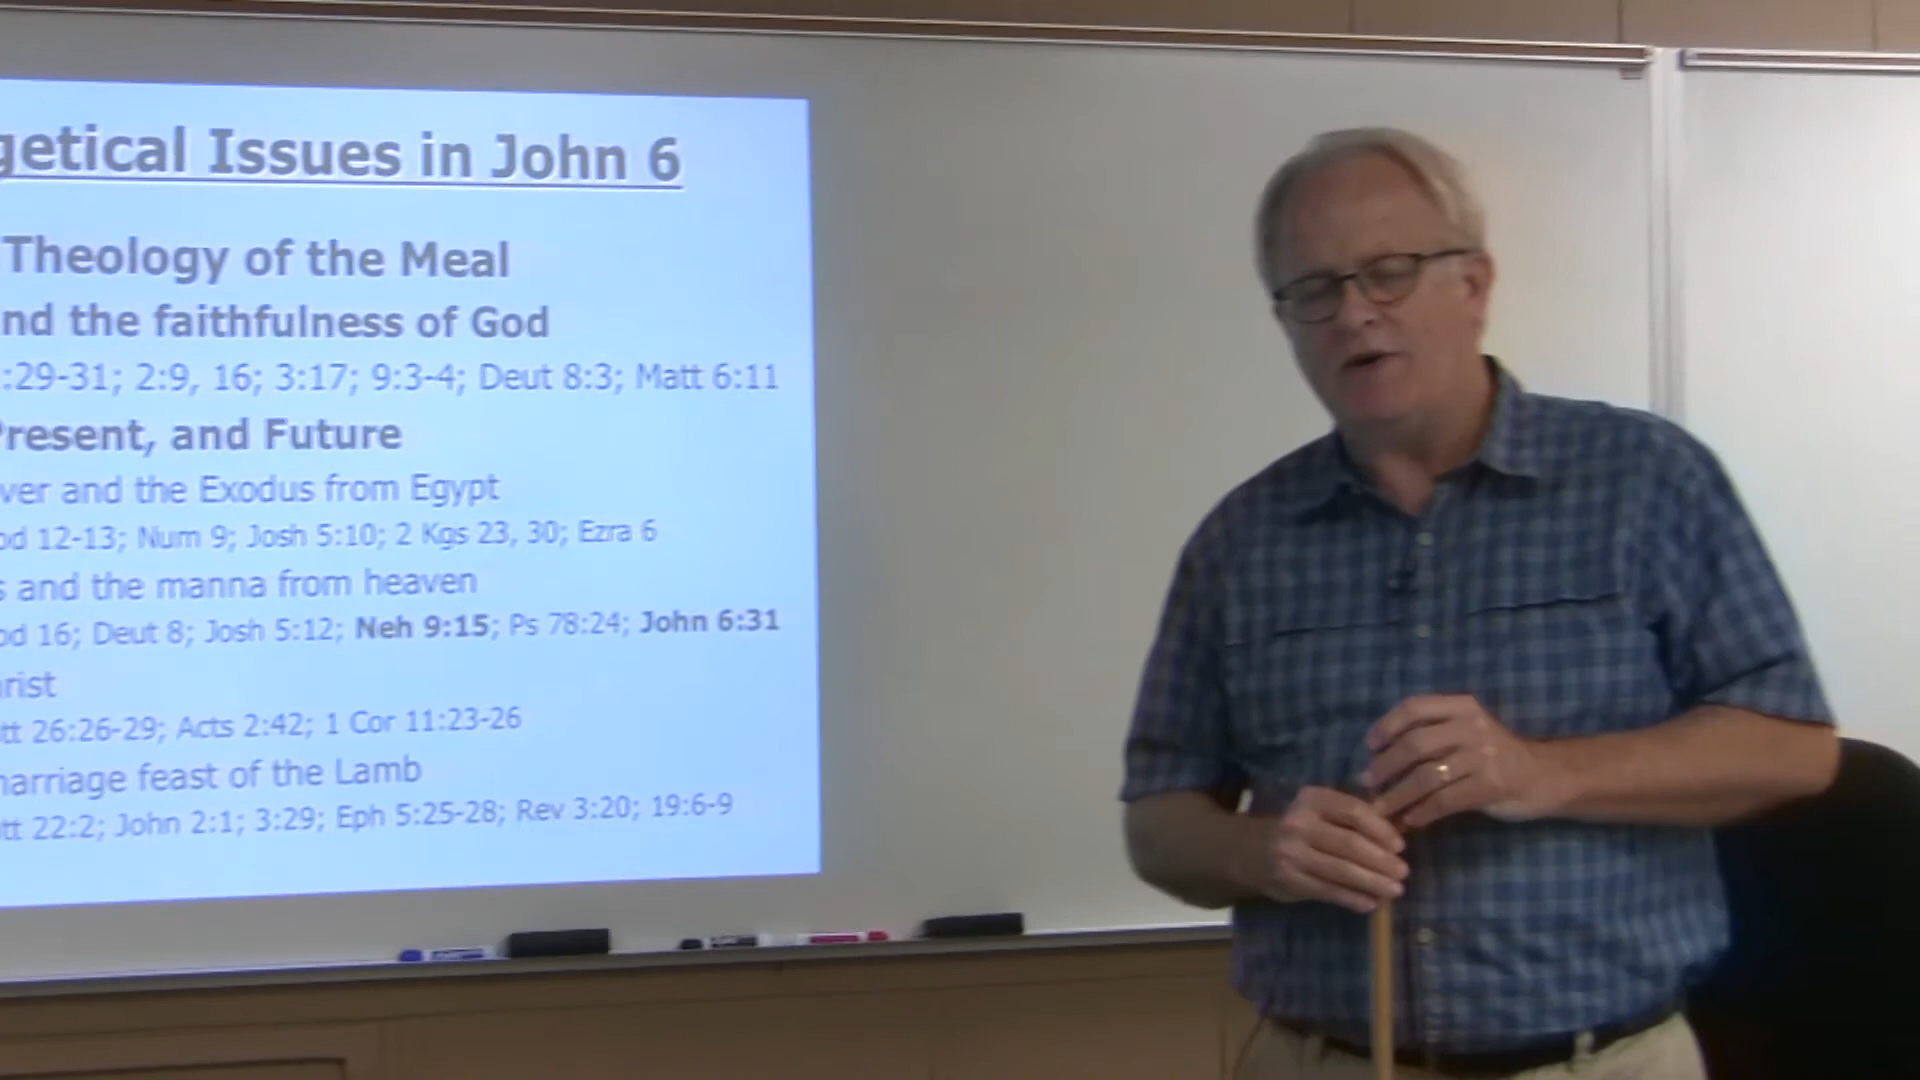 getical Issues in John 6
Theology of the Meal
nd the faithfulness of God
:29-31; 2:9, 16; 3:17; 9:3-4; Deut 8:3; Matt 6:11
Present, and Future
ver and the Exodus from Egypt
od 12-13; Num 9; Josh 5:10; 2 Kgs 23, 30; Ezra 6
s and the manna from heaven
od 16; Deut 8; Josh 5:12; Neh 9:15; Ps 78:24; John 6:31
rist
tt 26:26-29; Acts 2:42; 1 Cor 11:23-26
marriage feast of the Lamb
tt 22:2; John 2:1; 3:29; Eph 5:25-28; Rev 3:20; 19:6-9